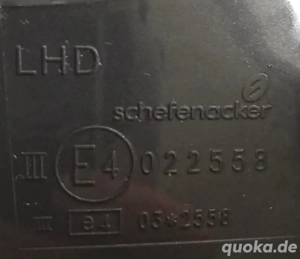 LHD
schefenacker
III E4 022558
III e4 03*2558
quoka.de